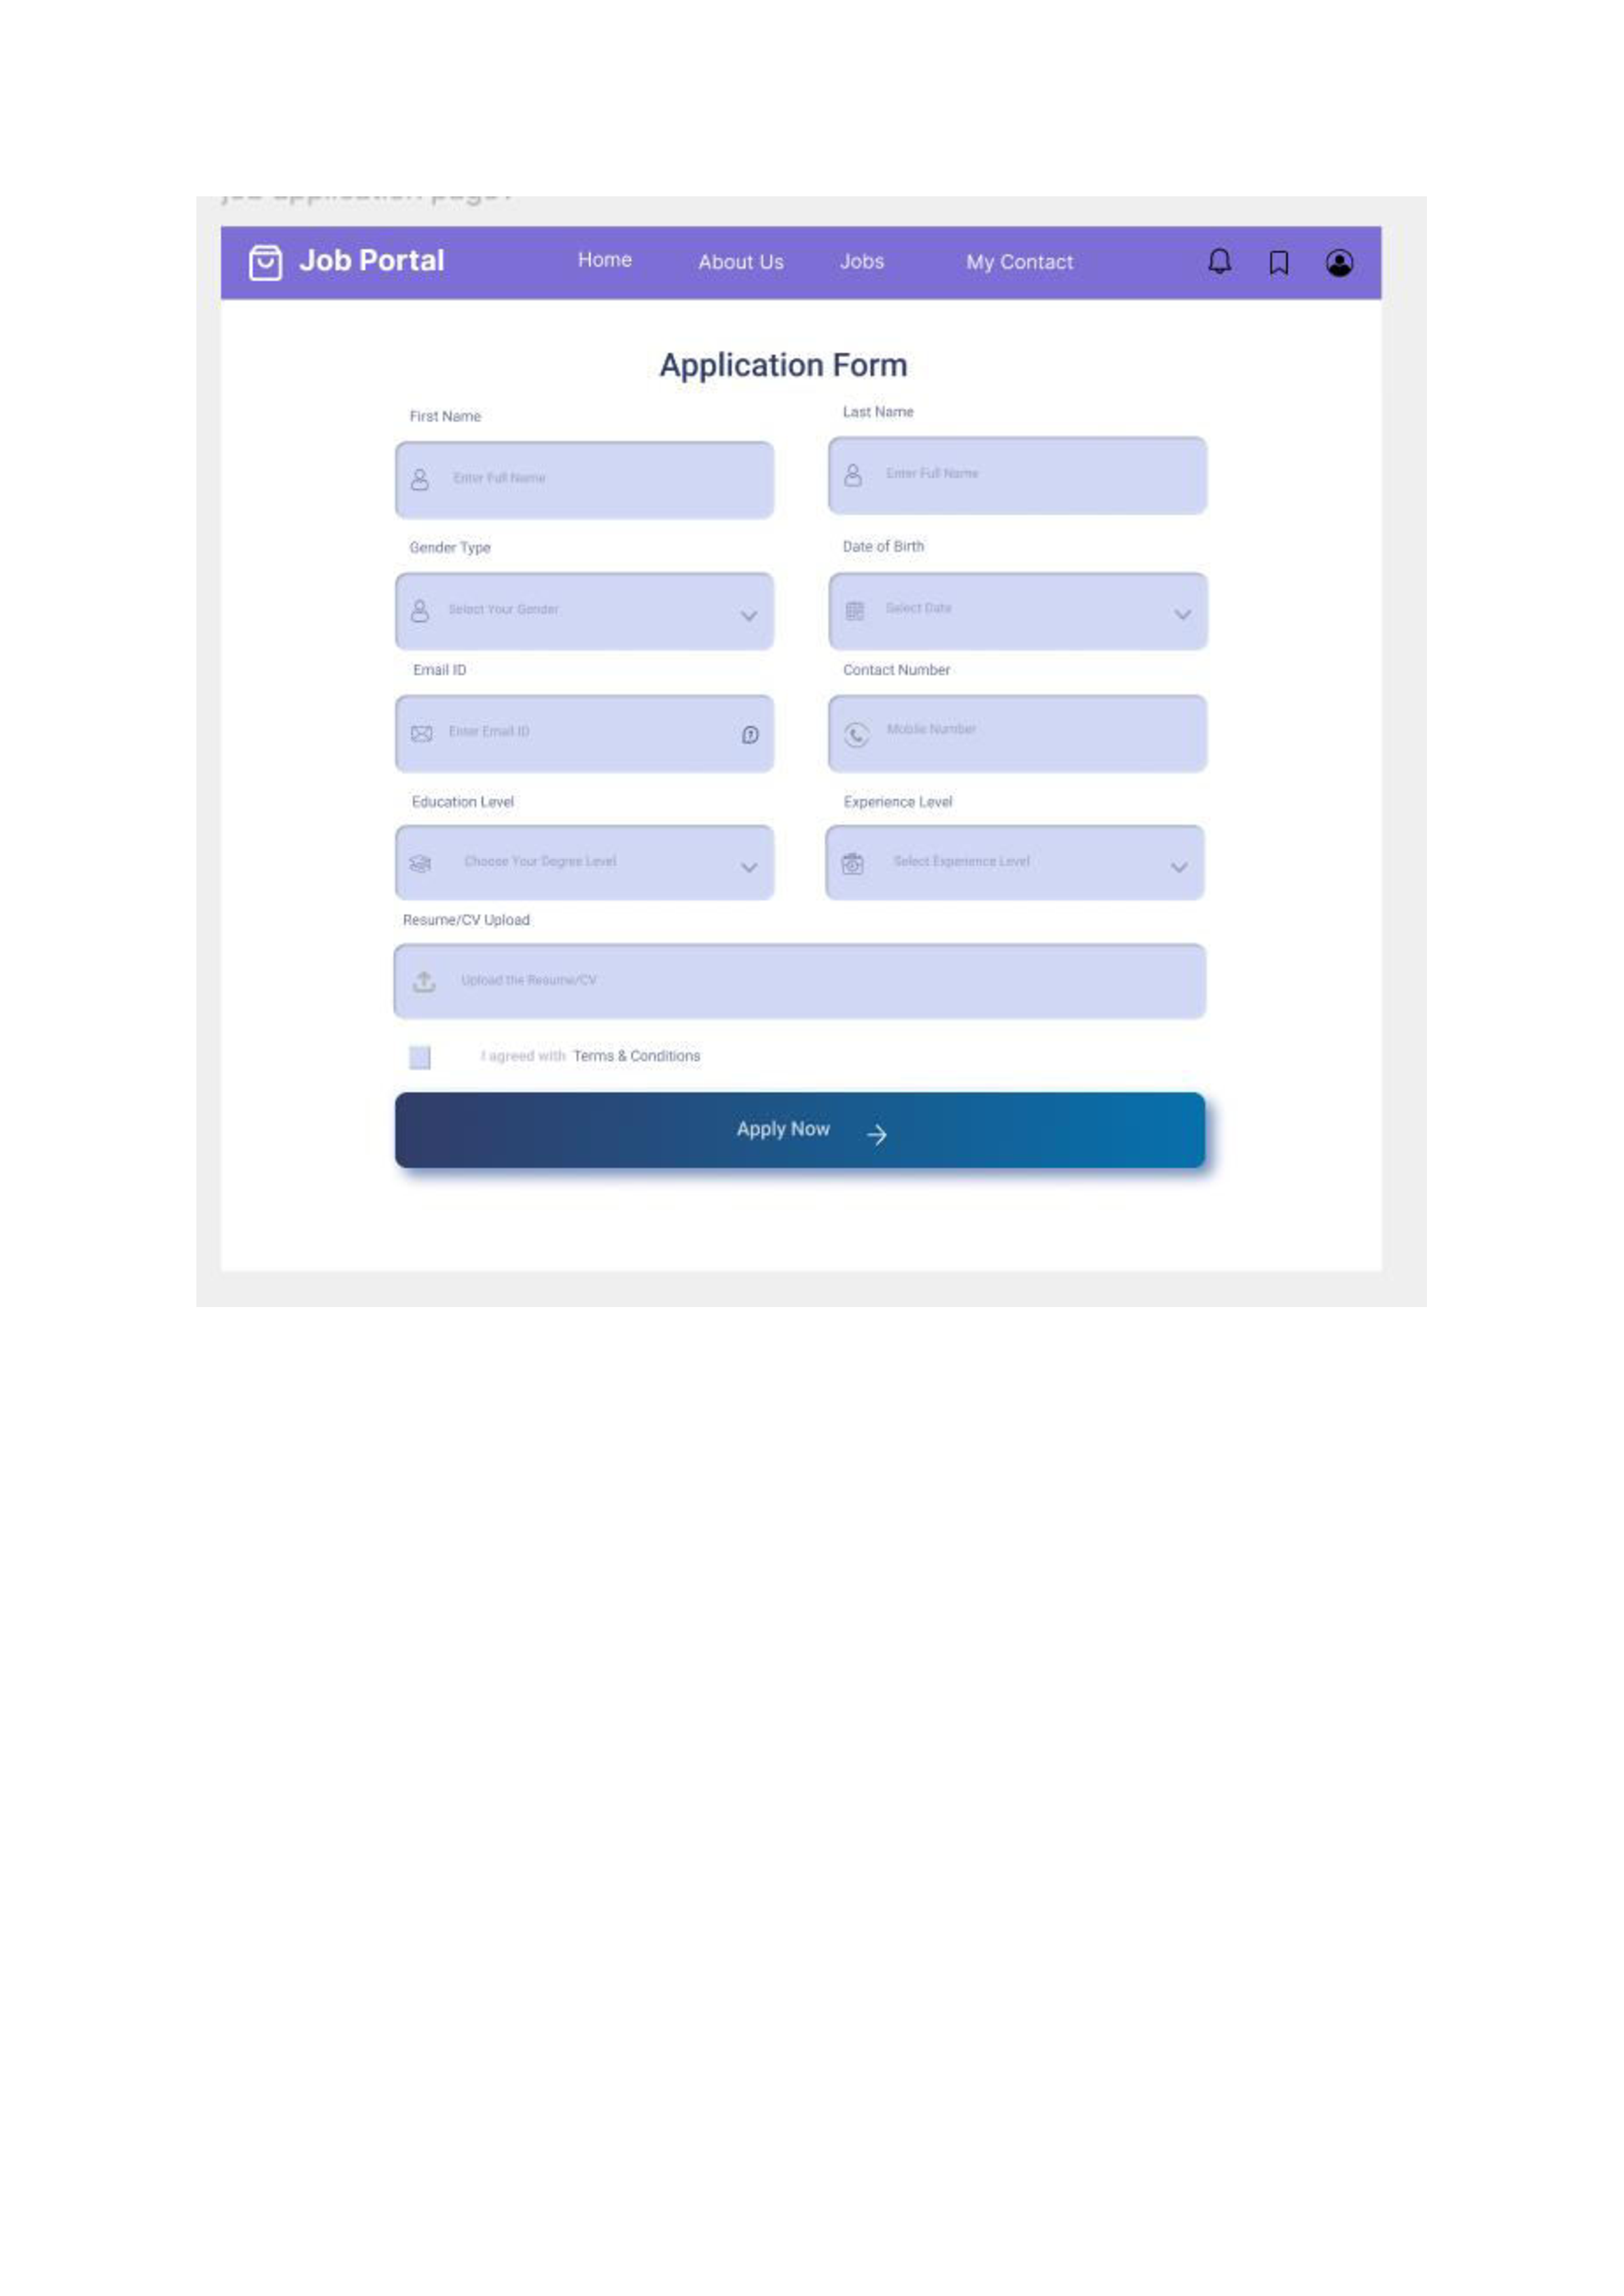 job application page1
Job Portal
Home
About Us
Jobs
My Contact
Application Form
First Name
Last Name
Enter Full Name
Enter Full Name
Gender Type
Date of Birth
Select Your Gender
Select Date
Email ID
Contact Number
Enter Email ID
Mobile Number
Education Level
Experience Level
Choose Your Degree Level
Select Experience Level
Resume/CV Upload
Upload the Resume/CV
I agreed with Terms & Conditions
Apply Now